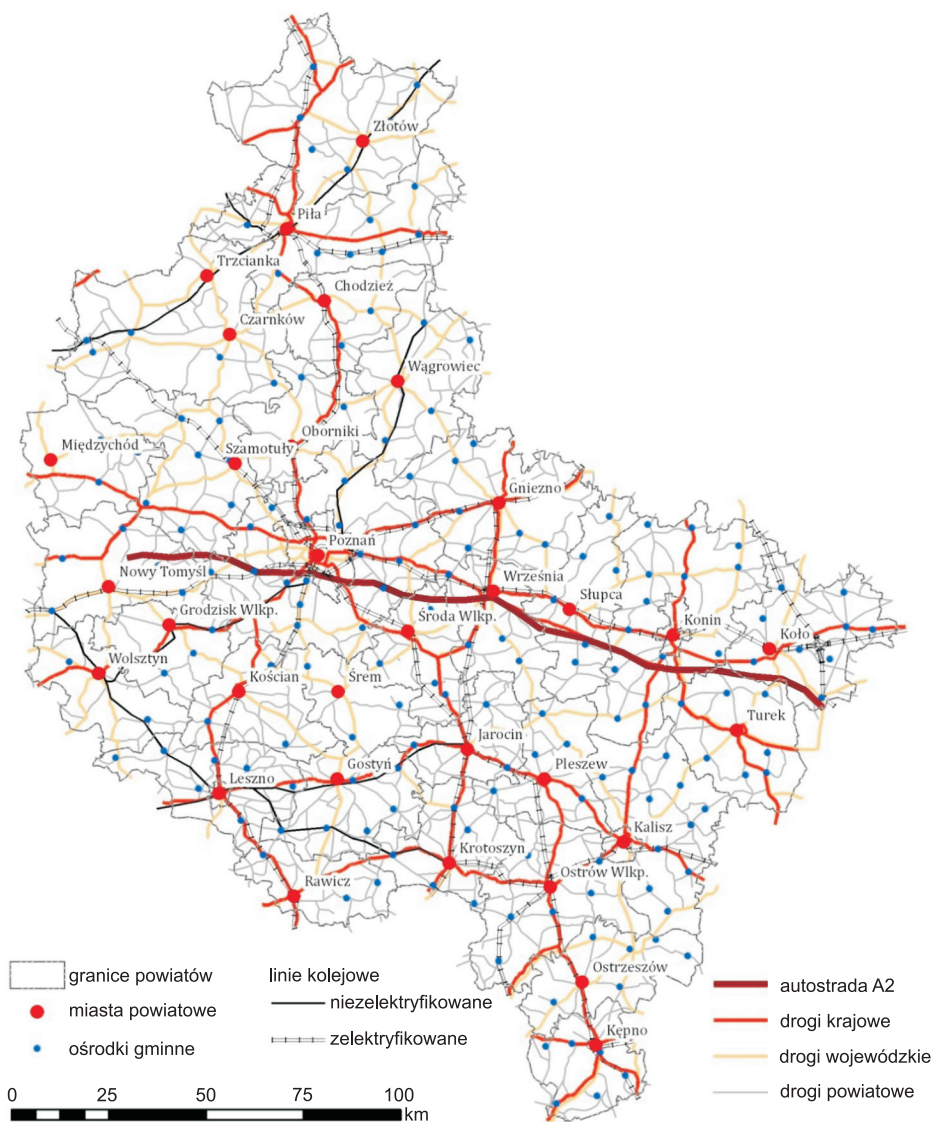 Złotów
Piła
Trzcianka
Chodzież
Czarnków
Wągrowiec
Międzychód
Szamotuły
Oborniki
Gniezno
Poznań
Nowy Tomyśl
Września
Słupca
Grodzisk Wlkp.
Środa Wlkp.
Konin
Koło
Wolsztyn
Kościan
Śrem
Turek
Jarocin
Leszno
Gostyń
Pleszew
Kalisz
Krotoszyn
Ostrów Wlkp.
Rawicz
Ostrzeszów
Kępno
granice powiatów
miasta powiatowe
ośrodki gminne
linie kolejowe
niezelektryfikowane
zelektryfikowane
autostrada A2
drogi krajowe
drogi wojewódzkie
drogi powiatowe
0 25 50 75 100
km